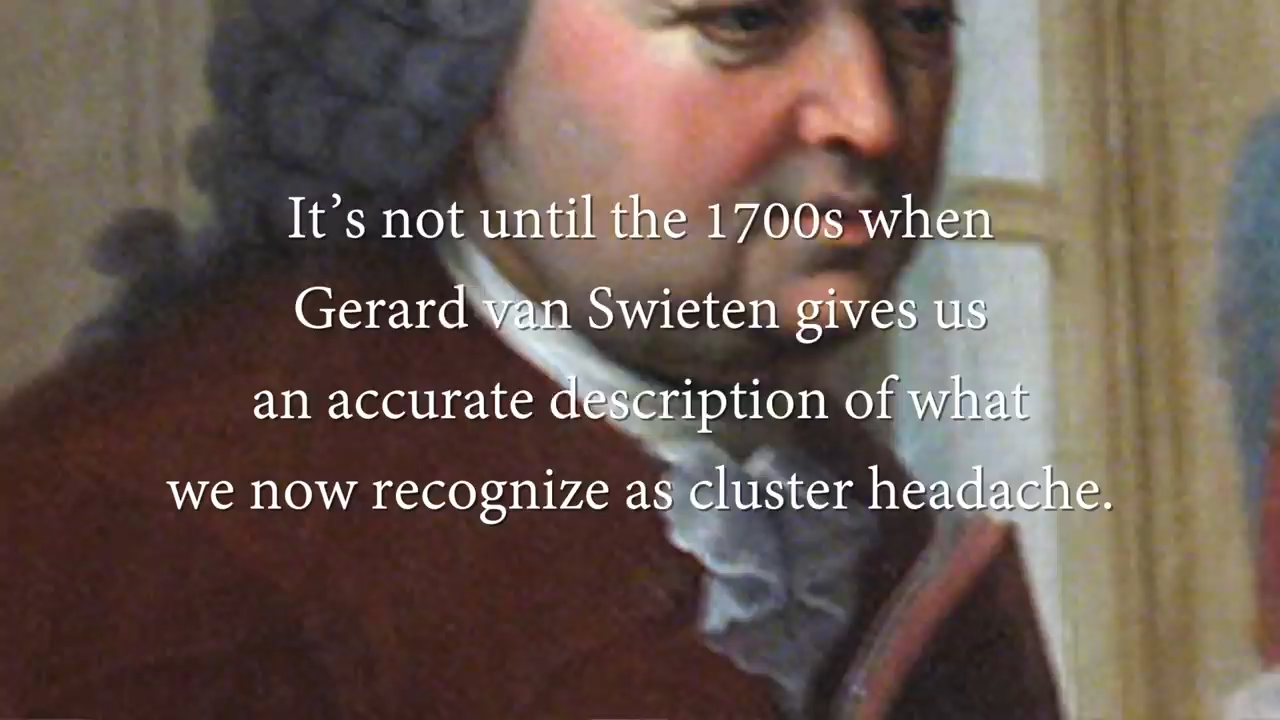 It’s not until the 1700s when
Gerard van Swieten gives us
an accurate description of what
we now recognize as cluster headache.